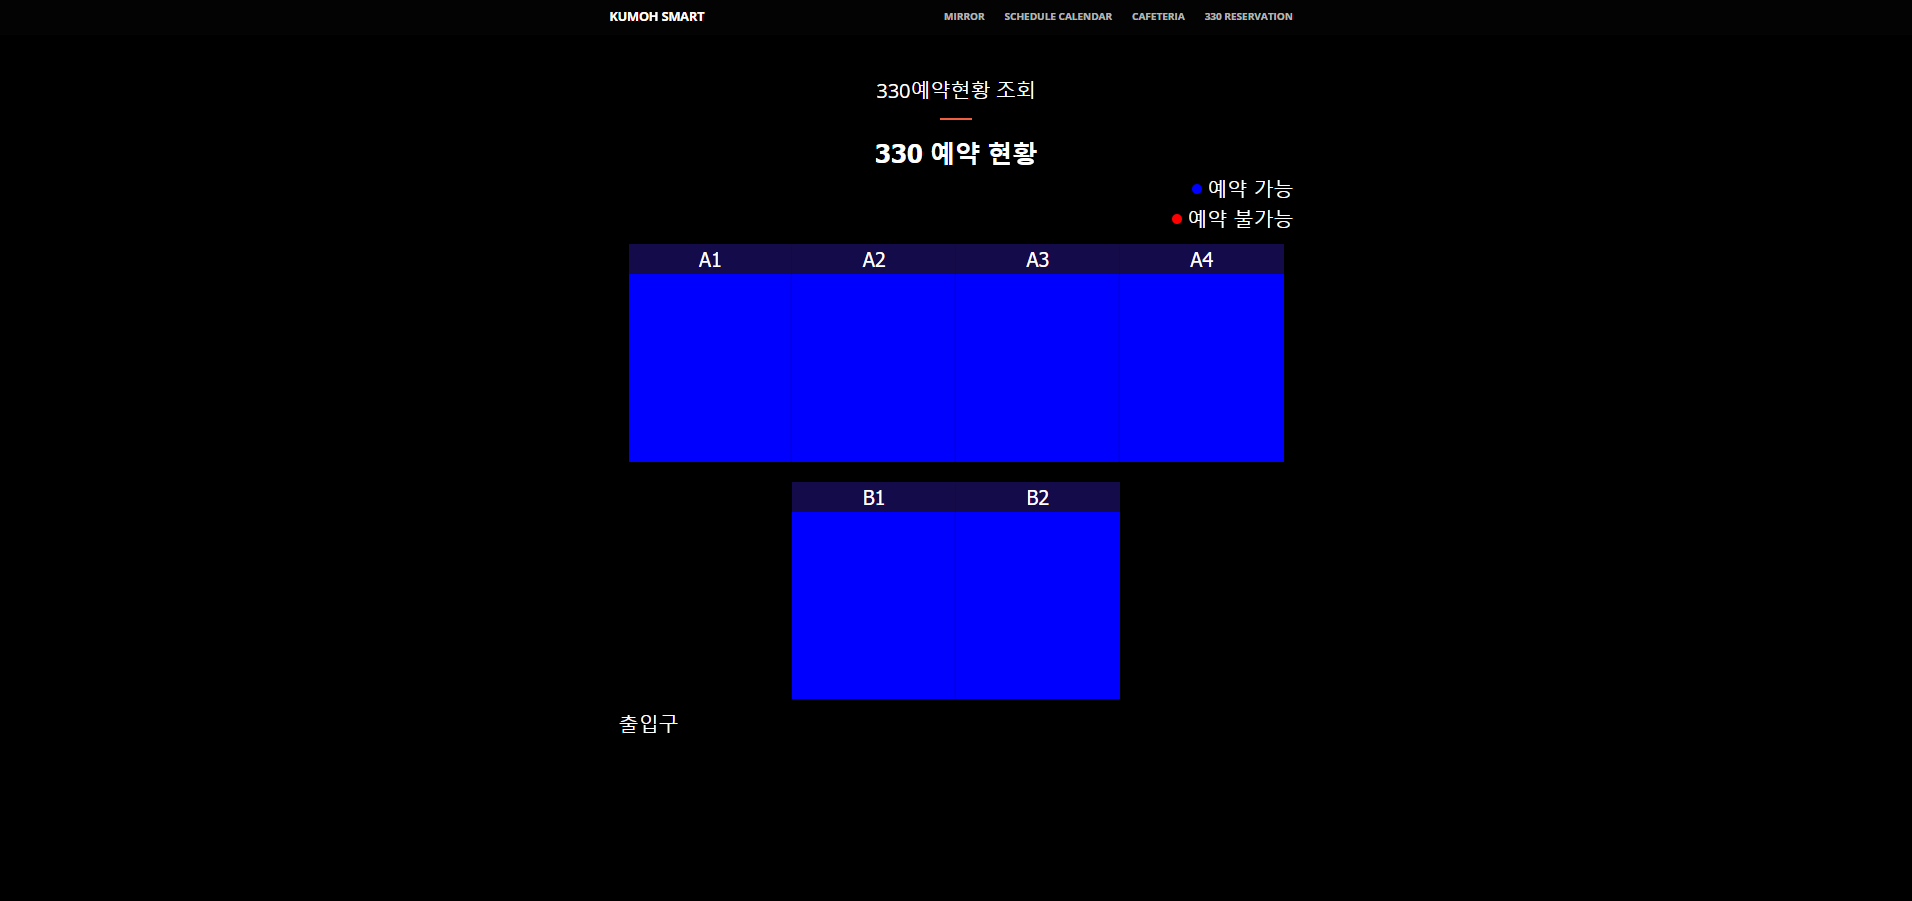 KUMOH SMART MIRROR SCHEDULE CALENDAR CAFETERIA 330 RESERVATION
330예약현황 조회
330 예약 현황
예약 가능
예약 불가능
A1 A2 A3 A4
B1 B2
출입구